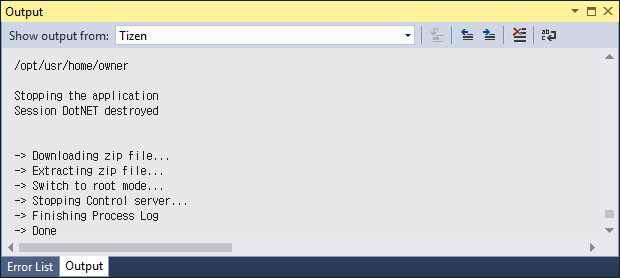 Output
Show output from: Tizen
/opt/usr/home/owner
Stopping the application
Session DotNET destroyed
-> Downloading zip file...
-> Extracting zip file...
-> Switch to root mode...
-> Stopping Control server...
-> Finishing Process Log
-> Done
Error List Output